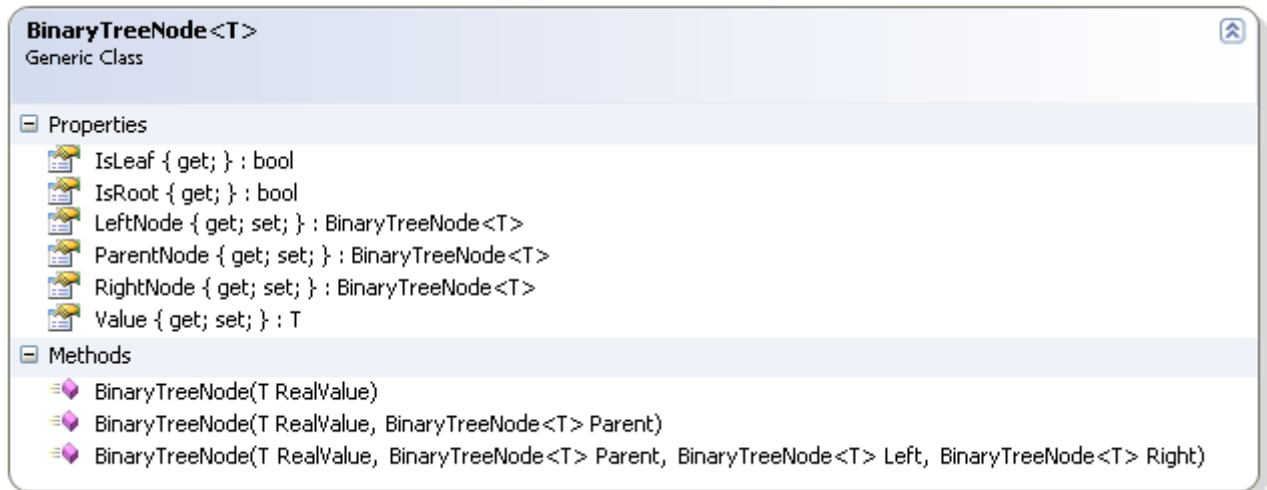 BinaryTreeNode<T>
Generic Class
Properties
IsLeaf { get; } : bool
IsRoot { get; } : bool
LeftNode { get; set; } : BinaryTreeNode<T>
ParentNode { get; set; } : BinaryTreeNode<T>
RightNode { get; set; } : BinaryTreeNode<T>
Value { get; set; } : T
Methods
BinaryTreeNode(T RealValue)
BinaryTreeNode(T RealValue, BinaryTreeNode<T> Parent)
BinaryTreeNode(T RealValue, BinaryTreeNode<T> Parent, BinaryTreeNode<T> Left, BinaryTreeNode<T> Right)